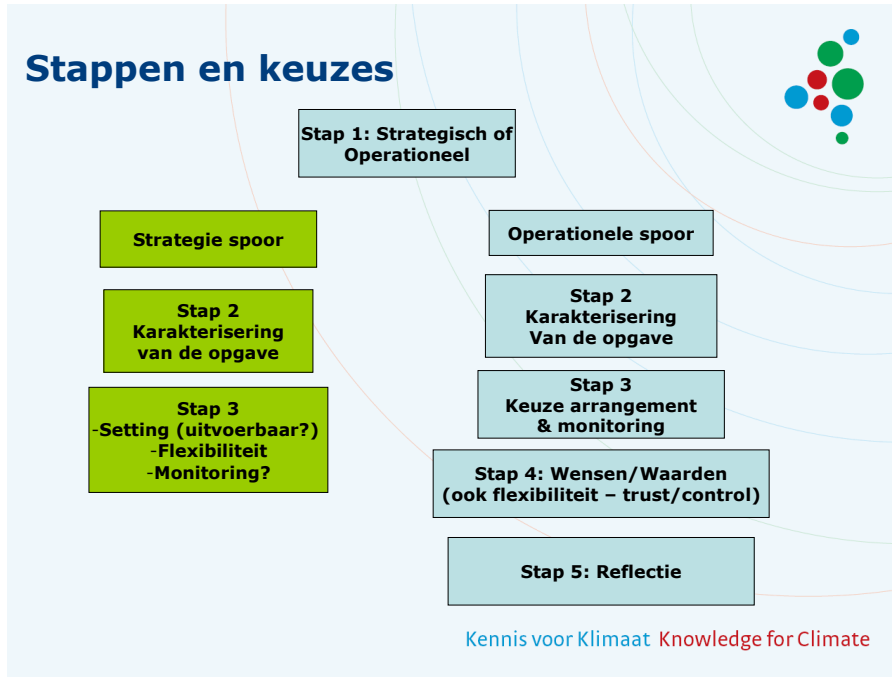 Stappen en keuzes
Stap 1: Strategisch of
Operationeel
Strategie spoor
Operationele spoor
Stap 2
Karakterisering
van de opgave
Stap 2
Karakterisering
Van de opgave
Stap 3
-Setting (uitvoerbaar?)
-Flexibiliteit
-Monitoring?
Stap 3
Keuze arrangement
& monitoring
Stap 4: Wensen/Waarden
(ook flexibiliteit – trust/control)
Stap 5: Reflectie
Kennis voor Klimaat Knowledge for Climate